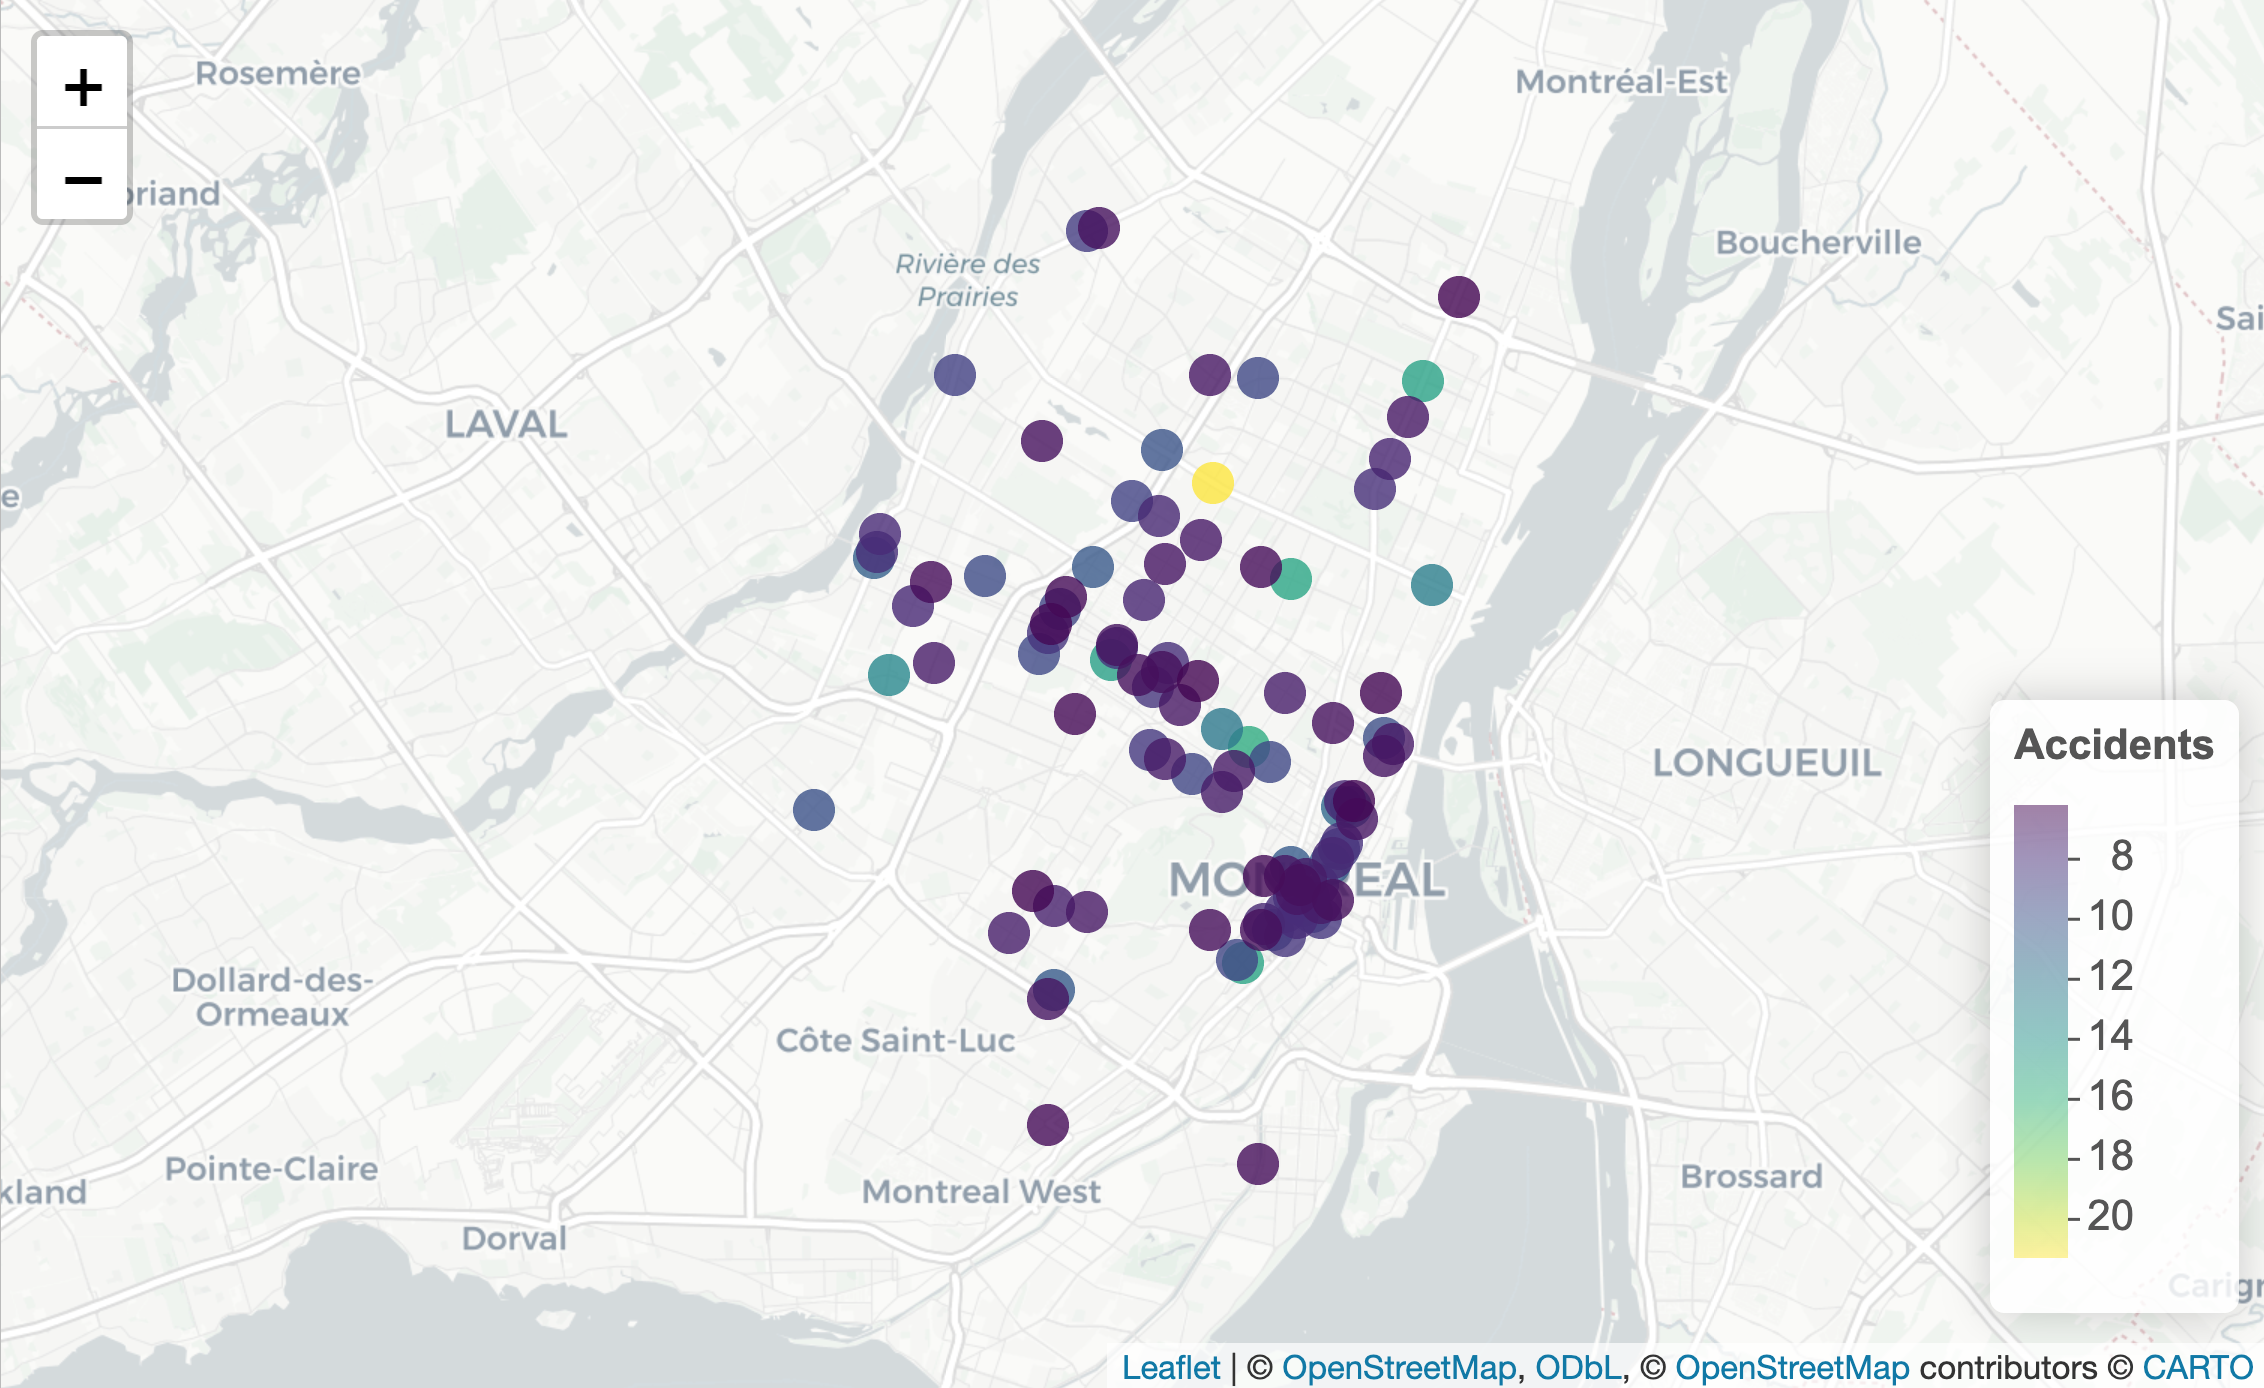 +
−
Rosemère
Montréal-Est
briand
Boucherville
Rivière des
Prairies
Sai
LAVAL
e
LONGUEUIL
Accidents
8
10
12
14
16
18
20
MO
EAL
Dollard-des-
Ormeaux
Côte Saint-Luc
Pointe-Claire
kland
Montreal West
Brossard
Dorval
Carign
Leaflet | © OpenStreetMap, ODbL, © OpenStreetMap contributors © CARTO